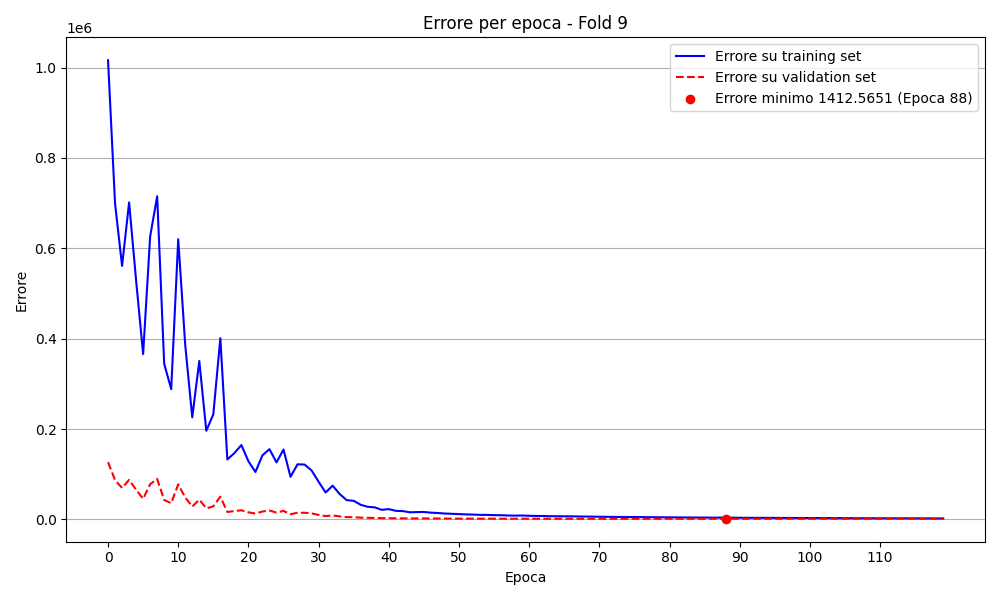 Errore per epoca - Fold 9
1e6
1.0
0.8
0.6
0.4
0.2
0.0
Errore
Errore su training set
Errore su validation set
Errore minimo 1412.5651 (Epoca 88)
0 10 20 30 40 50 60 70 80 90 100 110
Epoca